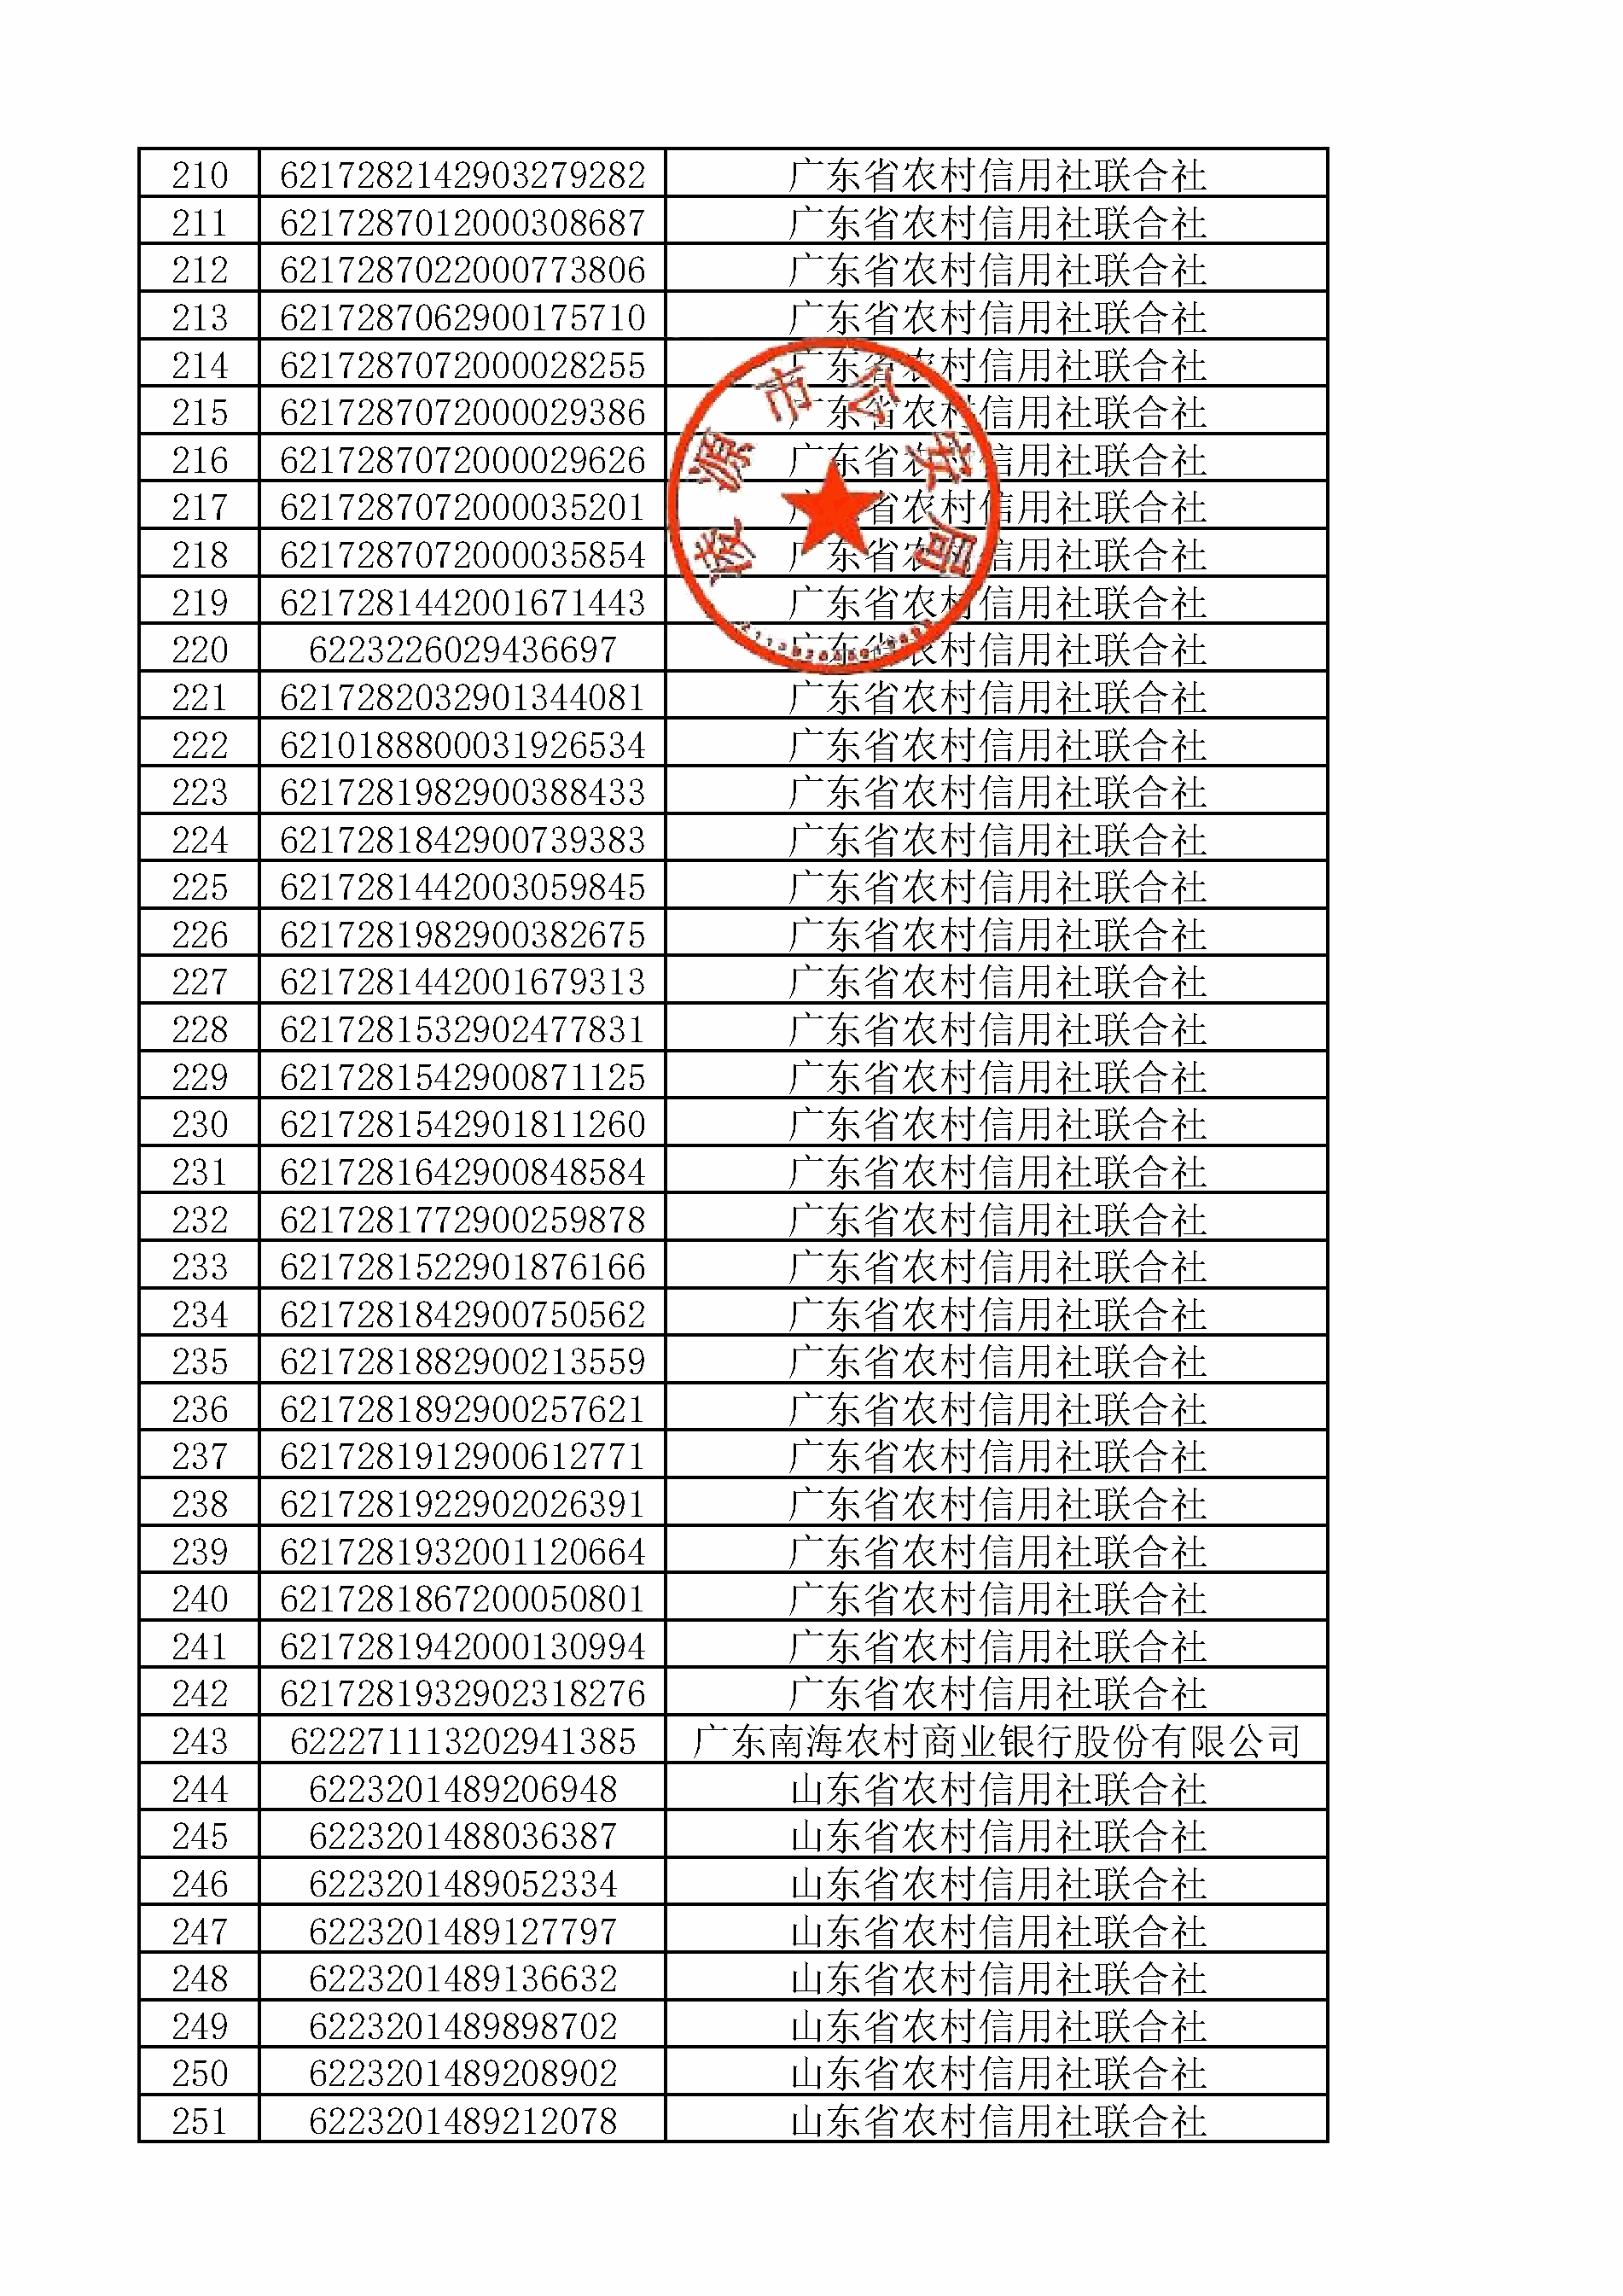 210 6217282142903279282 广东省农村信用社联合社
211 6217287012000308687 广东省农村信用社联合社
212 6217287022000773806 广东省农村信用社联合社
213 6217287062900175710 广东省农村信用社联合社
214 6217287072000028255 广东省农村信用社联合社
215 6217287072000029386 广东省农村信用社联合社
216 6217287072000029626 广东省农村信用社联合社
217 6217287072000035201 广东省农村信用社联合社
218 6217287072000035854 广东省农村信用社联合社
219 6217281442001671443 广东省农村信用社联合社
220 6223226029436697 广东省农村信用社联合社
凌源市公安局
221 6217282032901344081 广东省农村信用社联合社
222 6210188800031926534 广东省农村信用社联合社
223 6217281982900388433 广东省农村信用社联合社
224 6217281842900739383 广东省农村信用社联合社
225 6217281442003059845 广东省农村信用社联合社
226 6217281982900382675 广东省农村信用社联合社
227 6217281442001679313 广东省农村信用社联合社
228 6217281532902477831 广东省农村信用社联合社
229 6217281542900871125 广东省农村信用社联合社
230 6217281542901811260 广东省农村信用社联合社
231 6217281642900848584 广东省农村信用社联合社
232 6217281772900259878 广东省农村信用社联合社
233 6217281522901876166 广东省农村信用社联合社
234 6217281842900750562 广东省农村信用社联合社
235 6217281882900213559 广东省农村信用社联合社
236 6217281892900257621 广东省农村信用社联合社
237 6217281912900612771 广东省农村信用社联合社
238 6217281922902026391 广东省农村信用社联合社
239 6217281932001120664 广东省农村信用社联合社
240 6217281867200050801 广东省农村信用社联合社
241 6217281942000130994 广东省农村信用社联合社
242 6217281932902318276 广东省农村信用社联合社
243 622271113202941385 广东南海农村商业银行股份有限公司
244 6223201489206948 山东省农村信用社联合社
245 6223201488036387 山东省农村信用社联合社
246 6223201489052334 山东省农村信用社联合社
247 6223201489127797 山东省农村信用社联合社
248 6223201489136632 山东省农村信用社联合社
249 6223201489898702 山东省农村信用社联合社
250 6223201489208902 山东省农村信用社联合社
251 6223201489212078 山东省农村信用社联合社